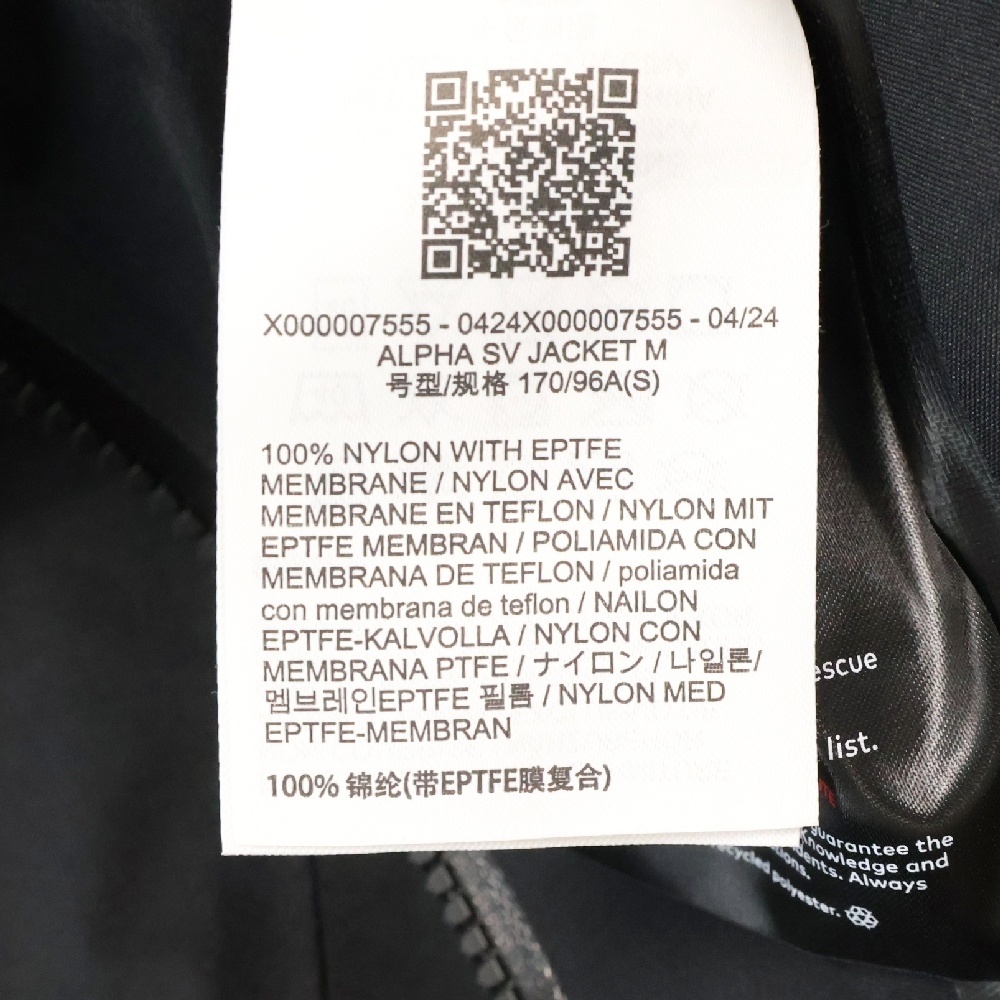 X000007555 - 0424X000007555 - 04/24
ALPHA SV JACKET M
号型/规格 170/96A(S)
100% NYLON WITH EPTFE
MEMBRANE / NYLON AVEC
MEMBRANE EN TEFLON / NYLON MIT
EPTFE MEMBRAN / POLIAMIDA CON
MEMBRANA DE TEFLON / poliamida
con membrana de teflon / NAILON
EPTFE-KALVOLLA / NYLON CON
MEMBRANA PTFE / ナイロン / 나일론/
멤브레인EPTFE 필름 / NYLON MED
EPTFE-MEMBRAN
100% 锦纶(带EPTFE膜复合)
list.
guarantee the
knowledge and
Always
recycled polyester.